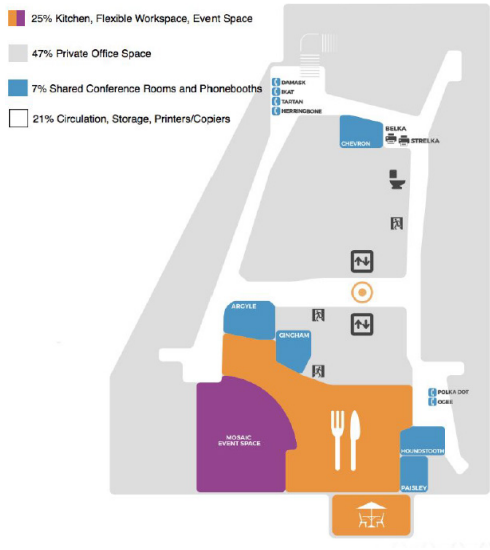 25% Kitchen, Flexible Workspace, Event Space
47% Private Office Space
7% Shared Conference Rooms and Phonebooths
21% Circulation, Storage, Printers/Copiers
DAMASK
IKAT
TARTAN
HERRINGBONE
BELKA
STRELKA
CHEVRON
ARGYLE
GINGHAM
POLKA DOT
OGEE
MOSAIC
EVENT SPACE
HOUNDSTOOTH
PAISLEY